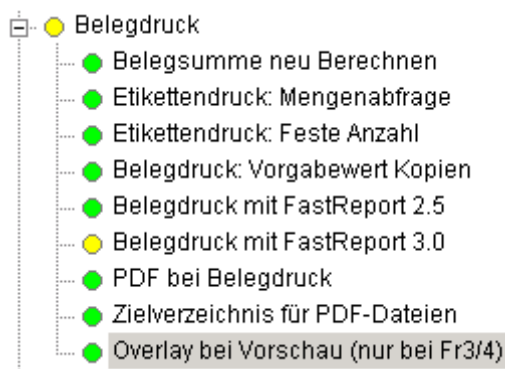 Belegdruck
Belegsumme neu Berechnen
Etikettendruck: Mengenabfrage
Etikettendruck: Feste Anzahl
Belegdruck: Vorgabewert Kopien
Belegdruck mit FastReport 2.5
Belegdruck mit FastReport 3.0
PDF bei Belegdruck
Zielverzeichnis für PDF-Dateien
Overlay bei Vorschau (nur bei Fr3/4)